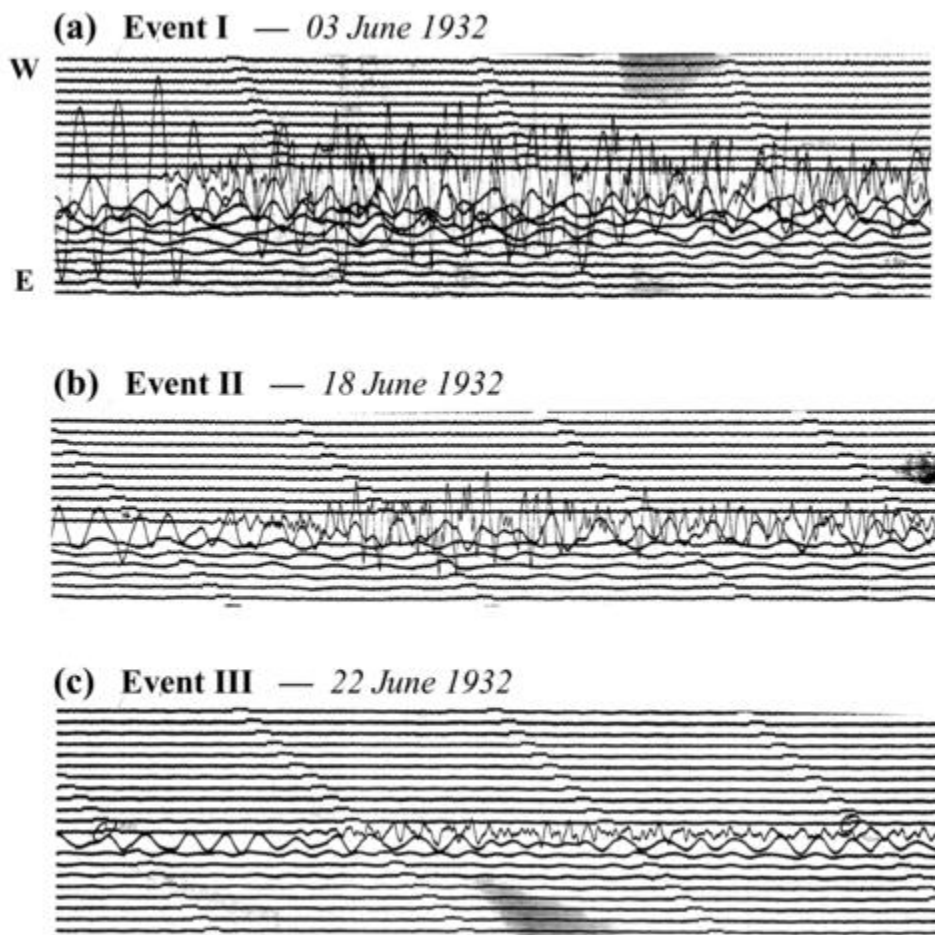 (a) Event I — 03 June 1932
W
E
(b) Event II — 18 June 1932
(c) Event III — 22 June 1932